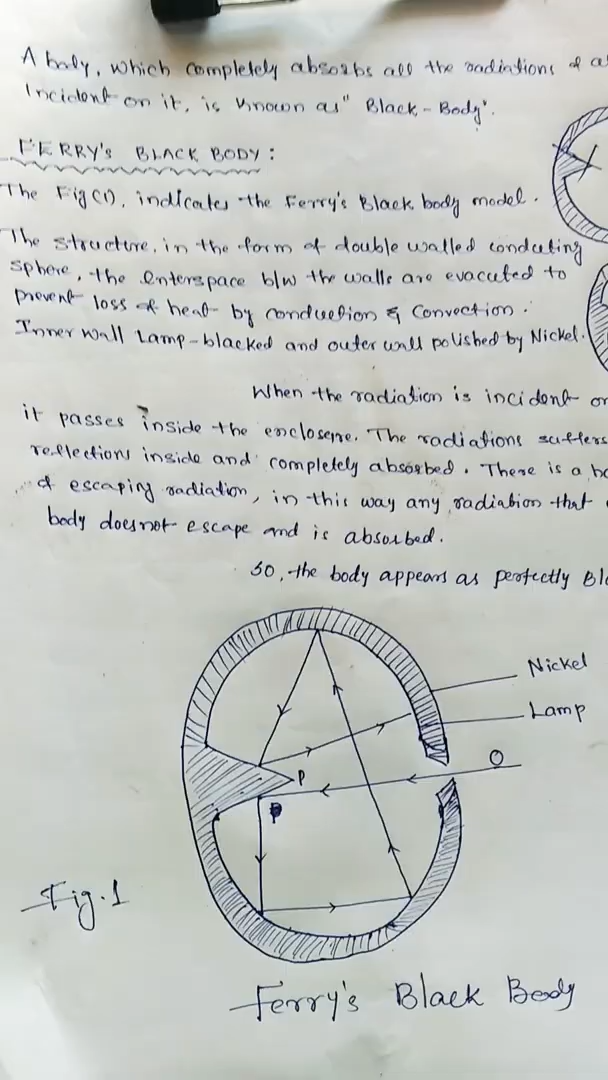 A body, which completely absorbs all the radiations of
Incident on it, is known as "Black-Body".
FERRY'S BLACK BODY:
The Fig(1), indicates the Ferry's Black body model.
The structure, in the form of double walled conducting
sphere, the enterspace b/w the walls are evacuted to
prevent loss of heat by conduction & Convection.
Inner wall Lamp-blacked and outer wall polished by Nickel.
When the radiation is incident on
it passes inside the enclosere. The radiations suffers
reflections inside and completely absorbed. There is a
of escaping radiation, in this way any radiation that
body doesnot escape and is absorbed.
So, the body appears as perfectly
Nickel
Lamp
O
P
P
Fig.1
Ferry's Black Body